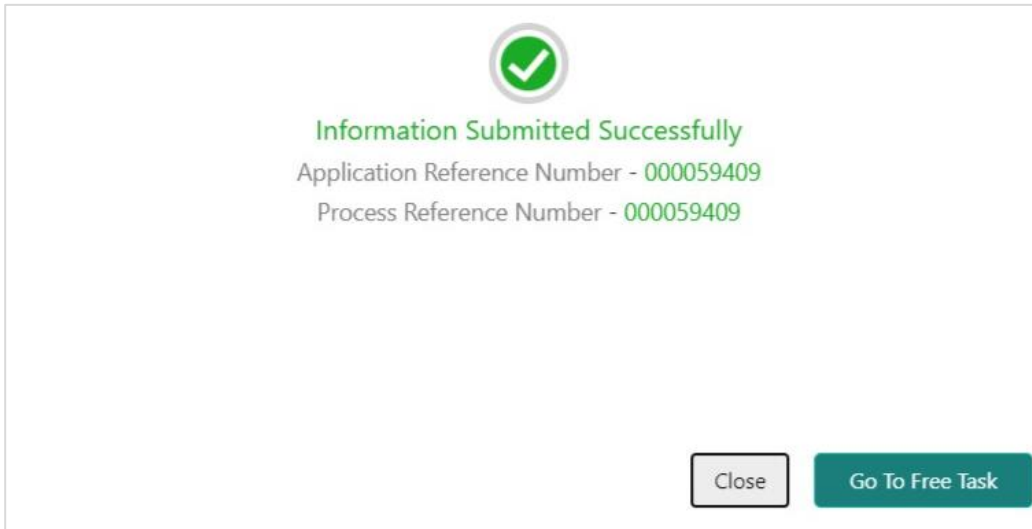 Information Submitted Successfully
Application Reference Number - 000059409
Process Reference Number - 000059409
Close
Go To Free Task